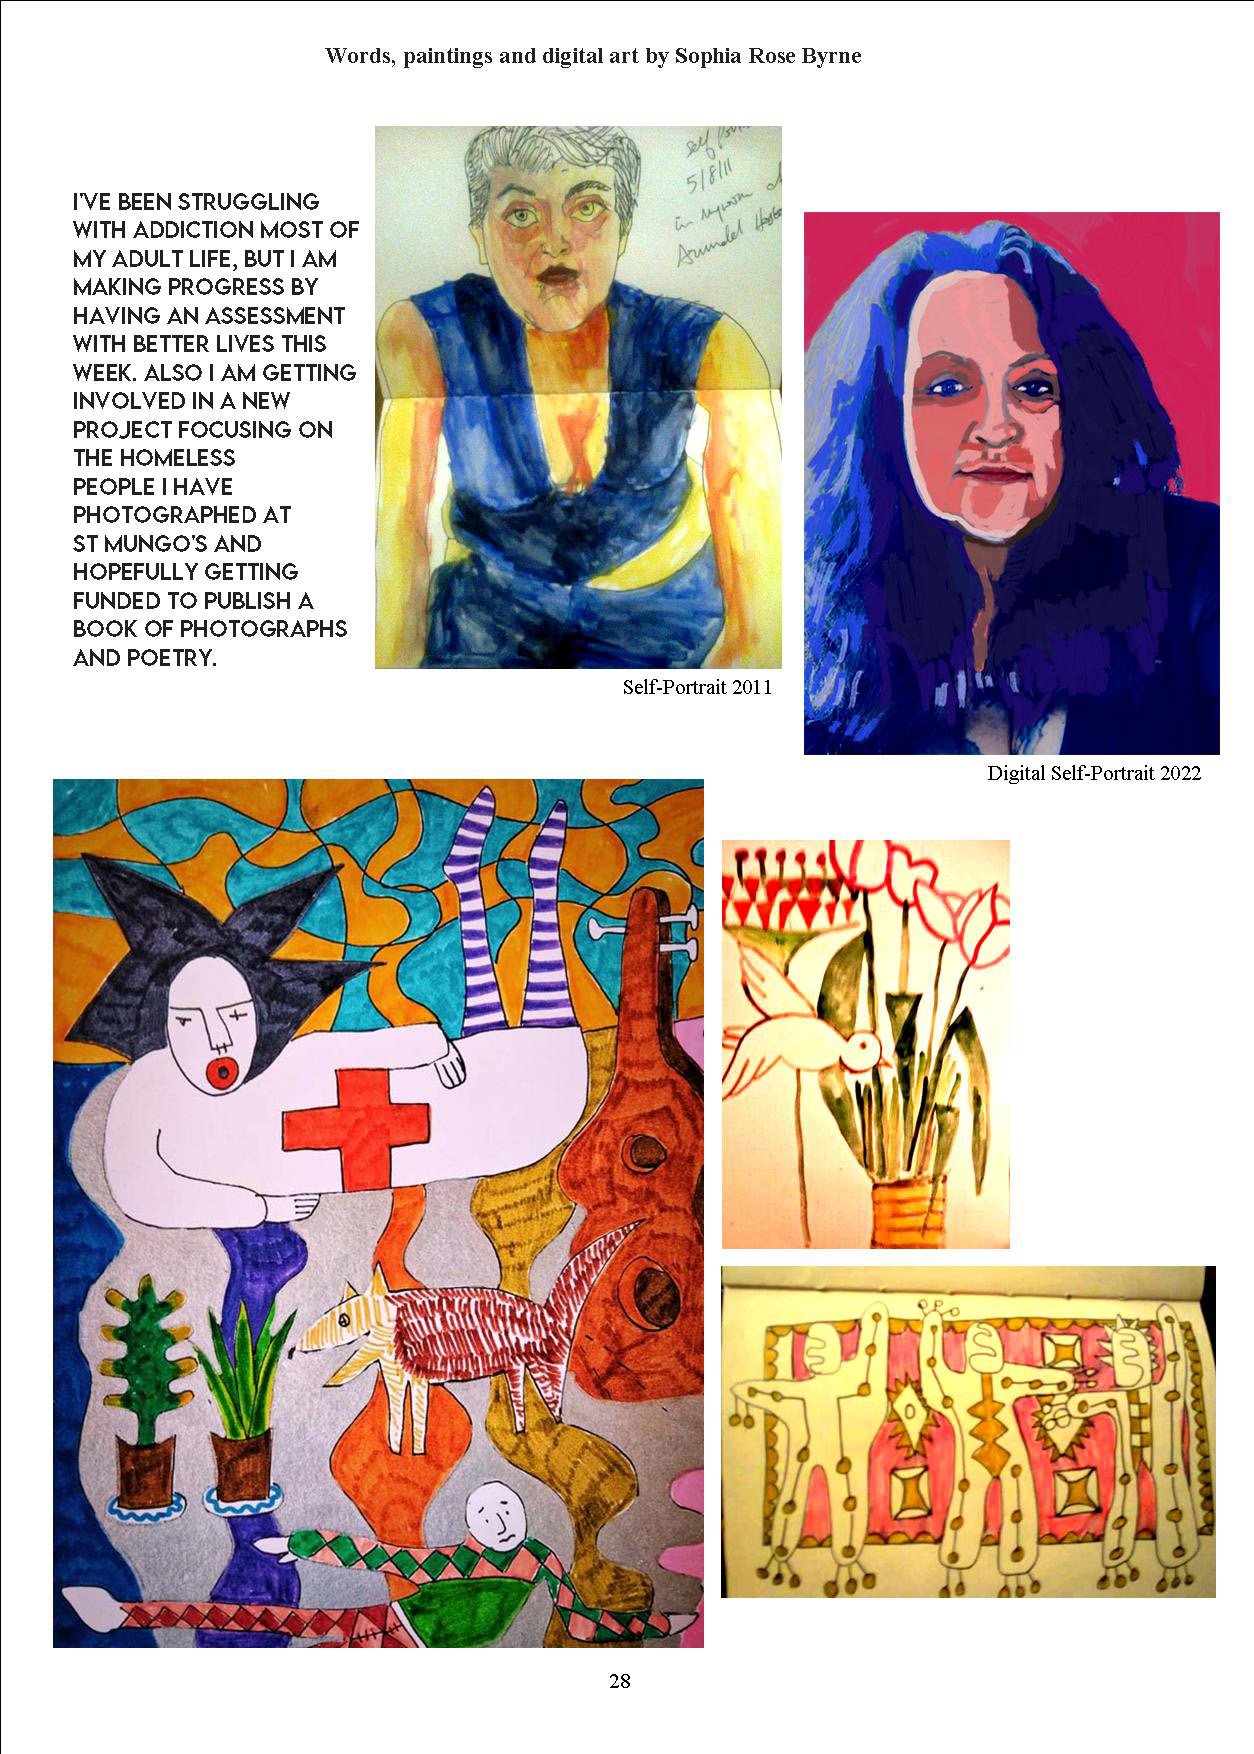 Words, paintings and digital art by Sophia Rose Byrne
I'VE BEEN STRUGGLING
WITH ADDICTION MOST OF
MY ADULT LIFE, BUT I AM
MAKING PROGRESS BY
HAVING AN ASSESSMENT
WITH BETTER LIVES THIS
WEEK. ALSO I AM GETTING
INVOLVED IN A NEW
PROJECT FOCUSING ON
THE HOMELESS
PEOPLE I HAVE
PHOTOGRAPHED AT
ST MUNGO'S AND
HOPEFULLY GETTING
FUNDED TO PUBLISH A
BOOK OF PHOTOGRAPHS
AND POETRY.
self
5/8/11
in my room
Arundel
Self-Portrait 2011
Digital Self-Portrait 2022
28